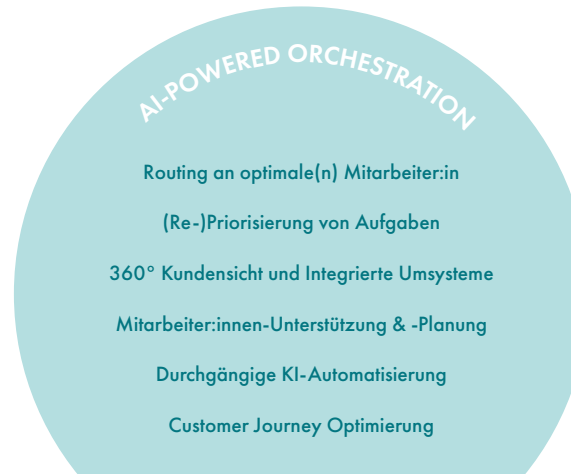 AI-POWERED ORCHESTRATION
Routing an optimale(n) Mitarbeiter:in
(Re-)Priorisierung von Aufgaben
360° Kundensicht und Integrierte Umsysteme
Mitarbeiter:innen-Unterstützung & -Planung
Durchgängige KI-Automatisierung
Customer Journey Optimierung